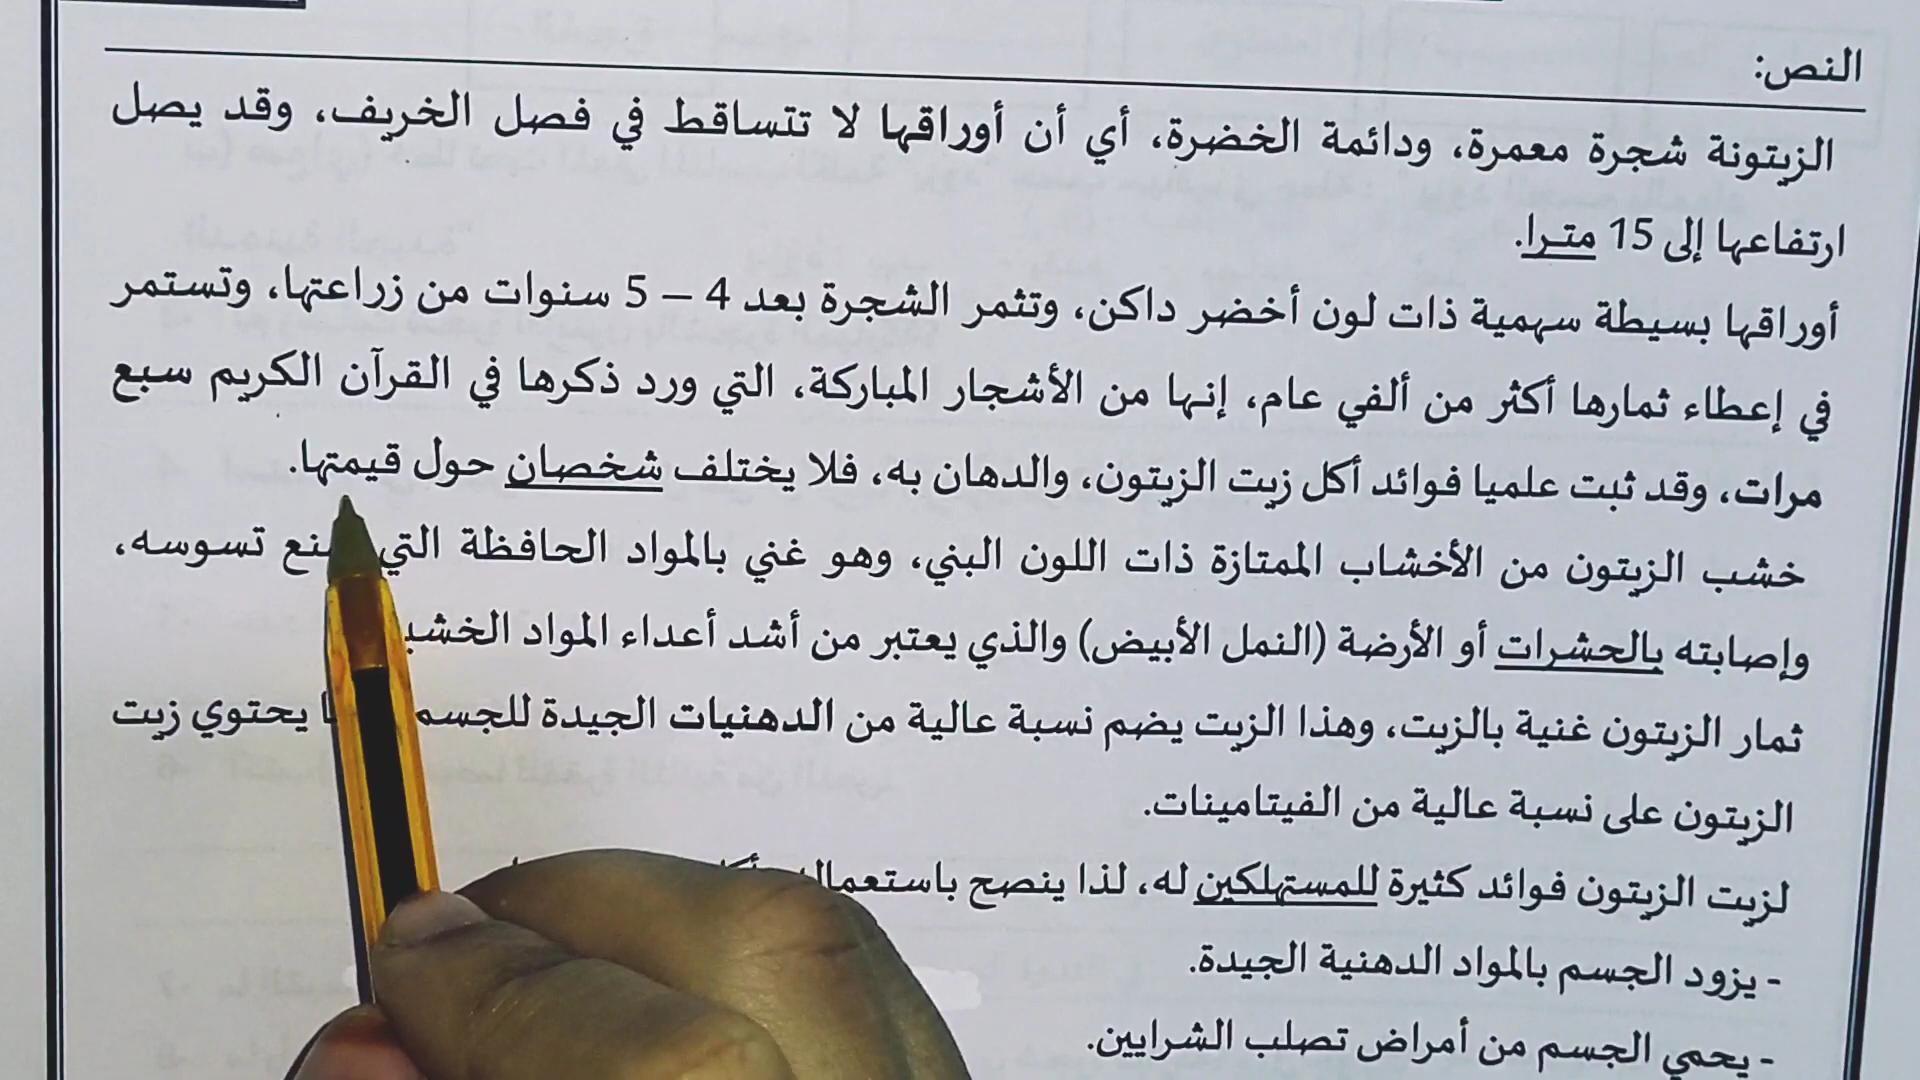 النص:
الزيتونة شجرة معمرة، ودائمة الخضرة، أي أن أوراقها لا تتساقط في فصل الخريف، وقد يصل
ارتفاعها إلى 15 مترا.
أوراقها بسيطة سهمية ذات لون أخضر داكن، وتثمر الشجرة بعد 4 – 5 سنوات من زراعتها، وتستمر
في إعطاء ثمارها أكثر من ألفي عام، إنها من الأشجار المباركة، التي ورد ذكرها في القرآن الكريم سبع
مرات، وقد ثبت علميا فوائد أكل زيت الزيتون، والدهان به، فلا يختلف شخصان حول قيمتها.
خشب الزيتون من الأخشاب الممتازة ذات اللون البني، وهو غني بالمواد الحافظة التي تسوسه،
وإصابته بالحشرات أو الأرضة (النمل الأبيض) والذي يعتبر من أشد أعداء المواد
ثمار الزيتون غنية بالزيت، وهذا الزيت يضم نسبة عالية من الدهنيات الجيدة للجسم يحتوي زيت
الزيتون على نسبة عالية من الفيتامينات.
لزيت الزيتون فوائد كثيرة للمستهلكين له، لذا ينصح
- يزود الجسم بالمواد الدهنية الجيدة.
- يحمي الجسم من أمراض تصلب الشرايين.